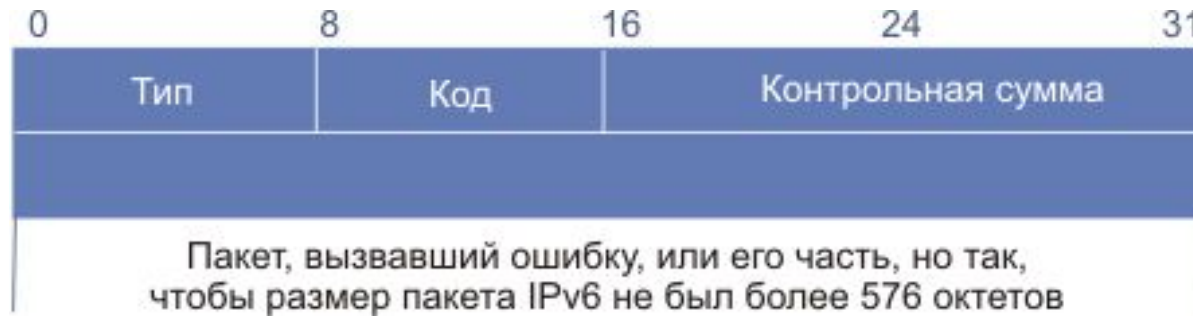 0 8 16 24 31
Тип Код Контрольная сумма
Пакет, вызвавший ошибку, или его часть, но так,
чтобы размер пакета IPv6 не был более 576 октетов